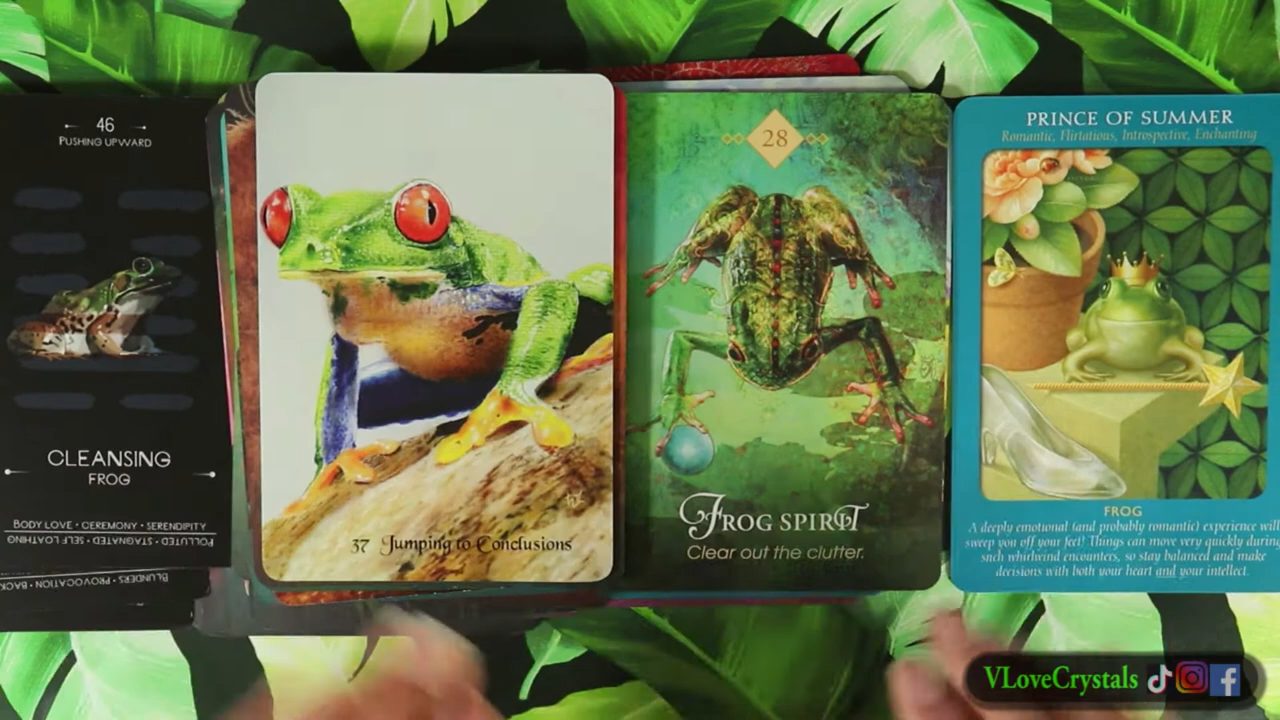 46
PUSHING UPWARD
CLEANSING
FROG
BODY LOVE • CEREMONY • SERENDIPITY
POLLUTED • STAGNATED • SELF LOATHING
BLUNDERS • PROVOCATION •
37 Jumping to Conclusions
28
FROG SPIRIT
Clear out the clutter.
PRINCE OF SUMMER
Romantic, Flirtatious, Introspective, Enchanting
FROG
A deeply emotional (and probably romantic) experience will
sweep you off your feet! Things can move very quickly during
such whirlwind encounters, so stay balanced and make
decisions with both your heart and your intellect.
VLoveCrystals